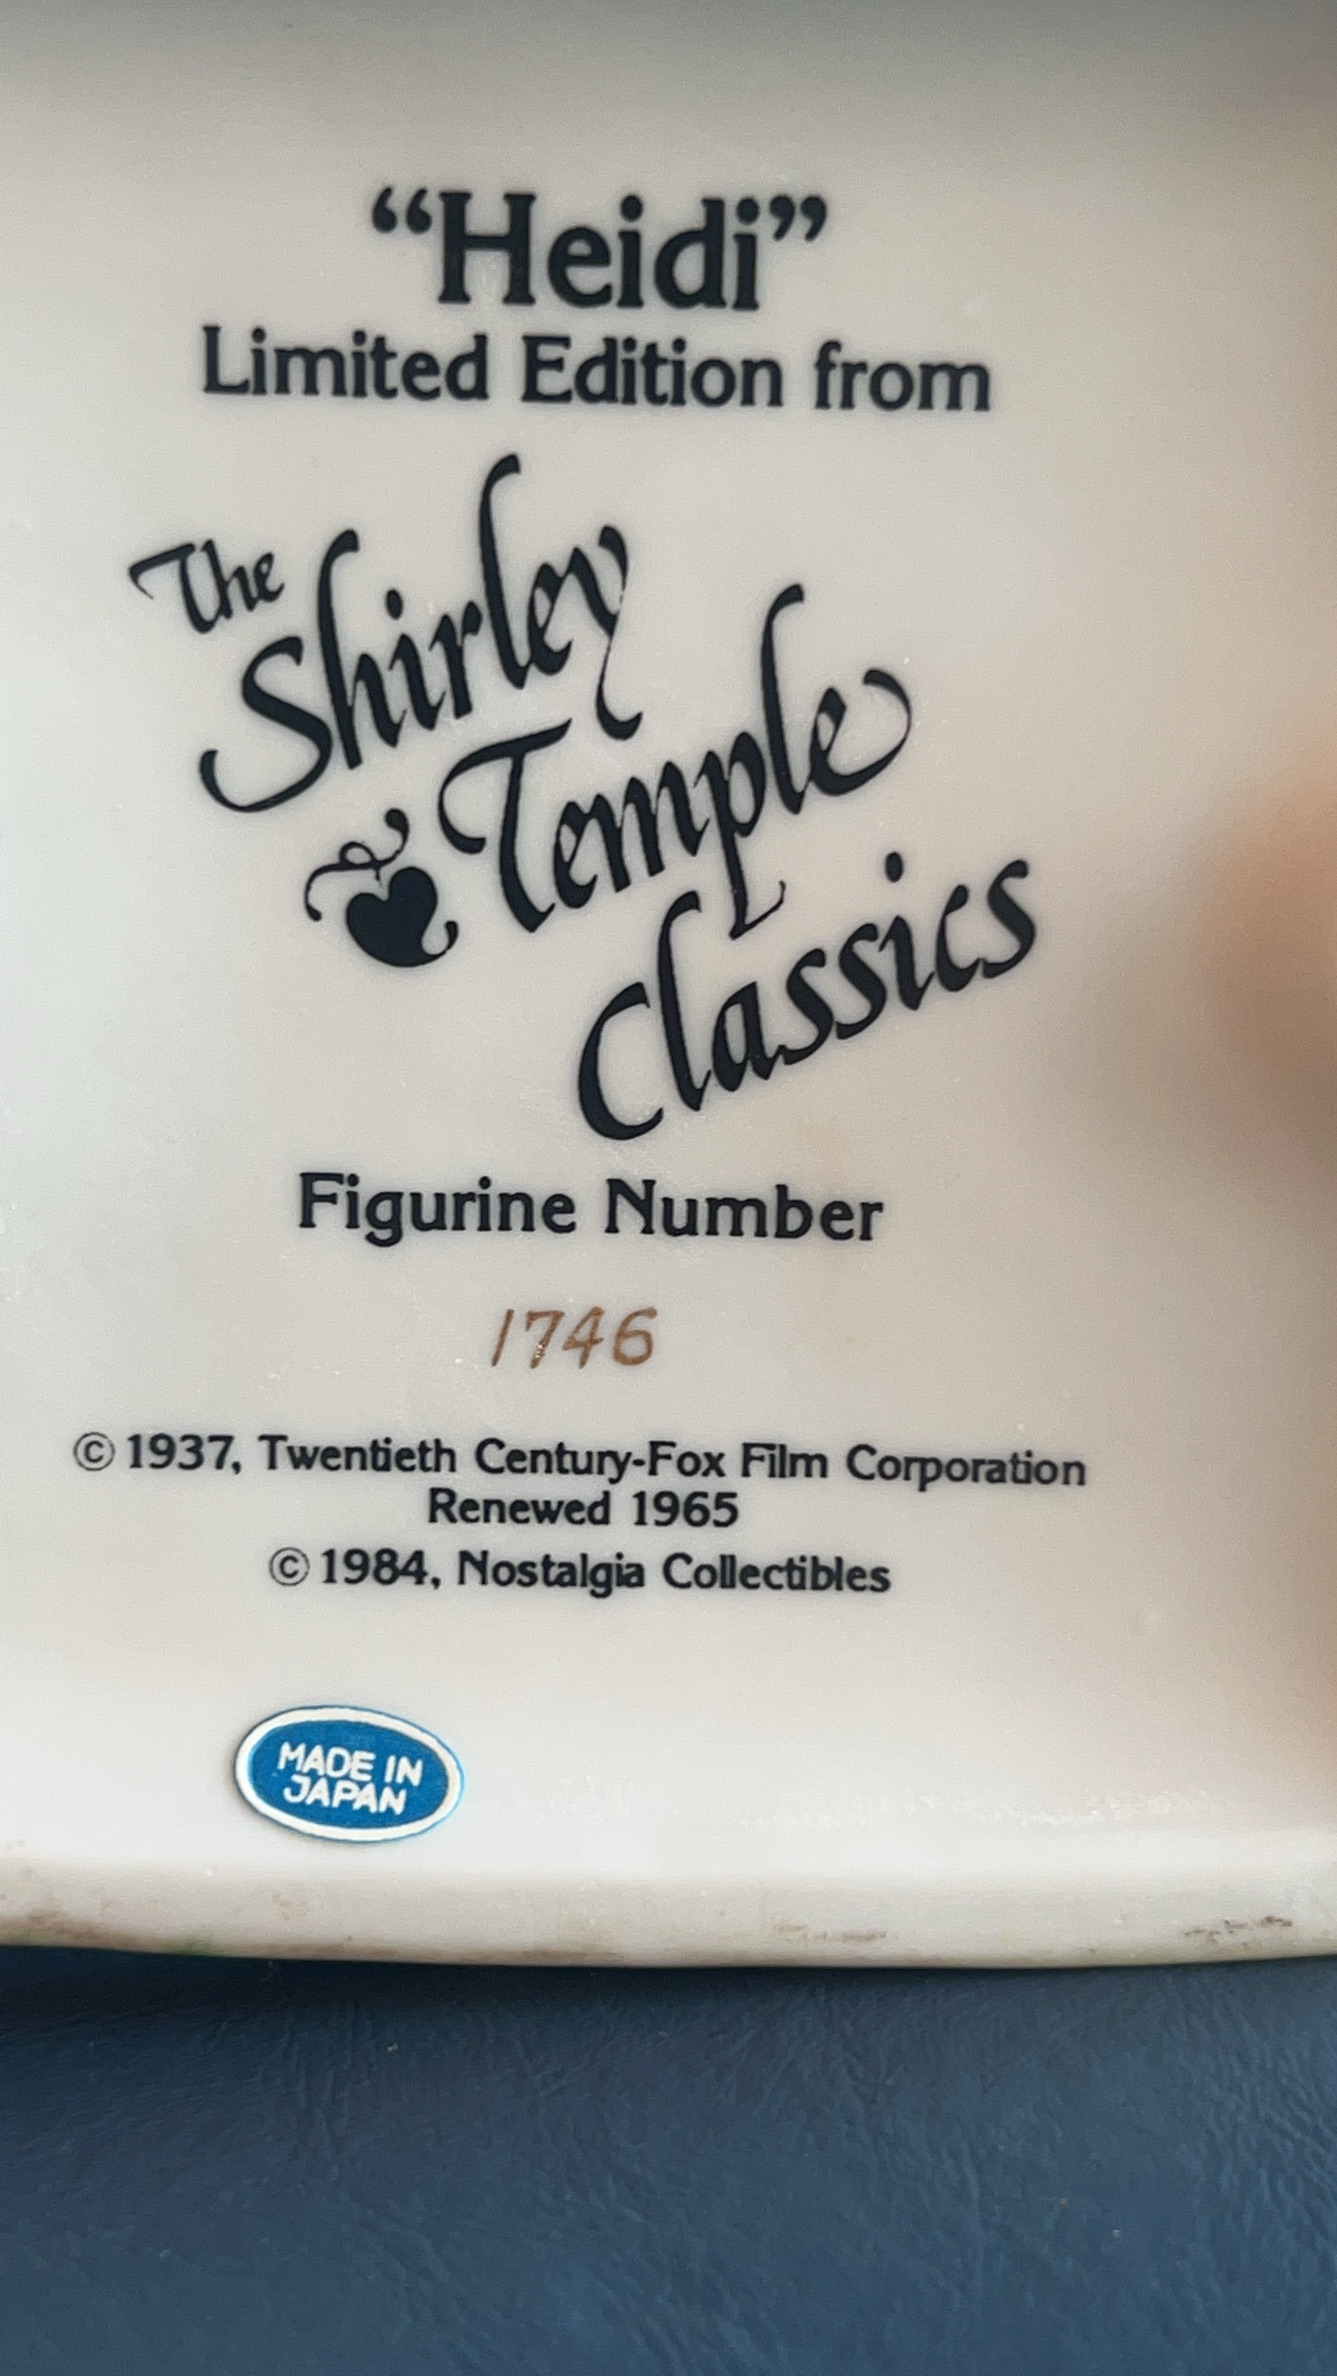 “Heidi”
Limited Edition from
The
Shirley
Temple
Classics
Figurine Number
1746
© 1937, Twentieth Century-Fox Film Corporation
Renewed 1965
© 1984, Nostalgia Collectibles
MADE IN
JAPAN